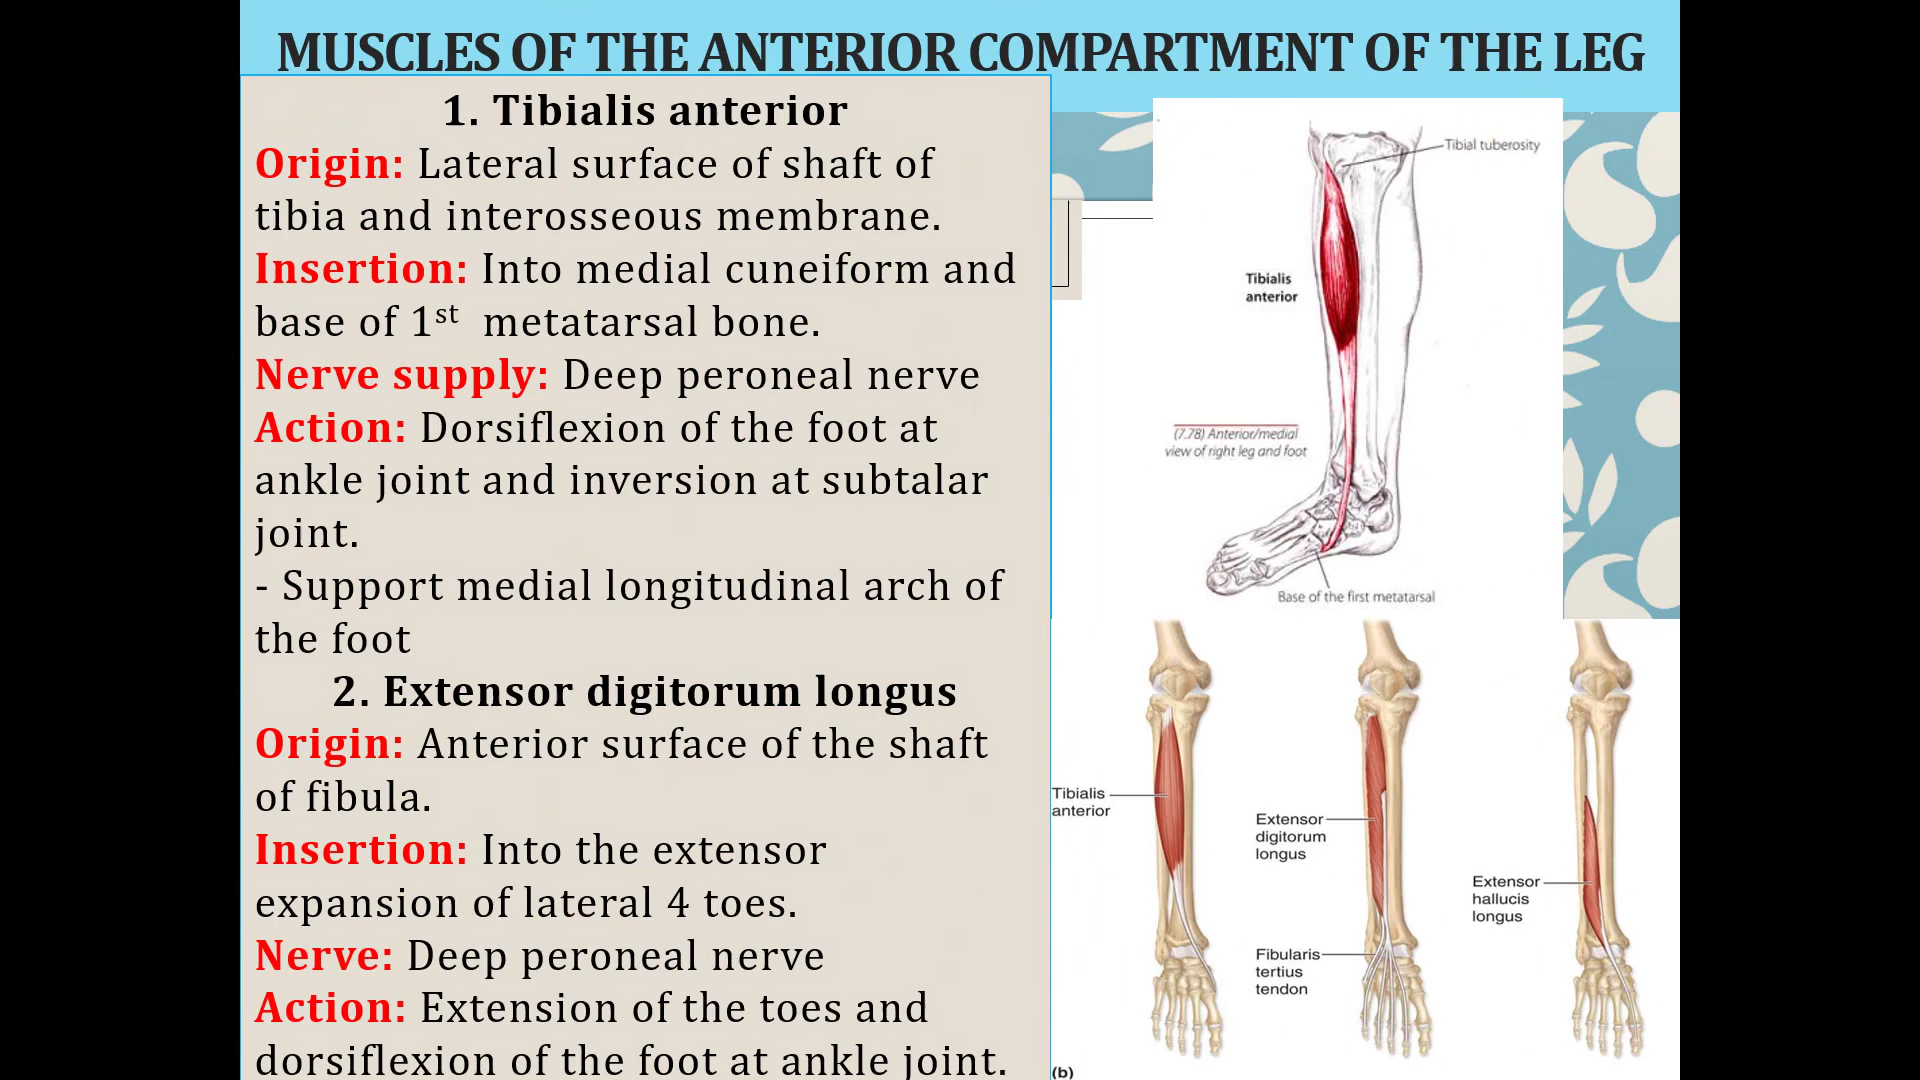 MUSCLES OF THE ANTERIOR COMPARTMENT OF THE LEG
1. Tibialis anterior
Origin: Lateral surface of shaft of
tibia and interosseous membrane.
Insertion: Into medial cuneiform and
base of 1st metatarsal bone.
Nerve supply: Deep peroneal nerve
Action: Dorsiflexion of the foot at
ankle joint and inversion at subtalar
joint.
- Support medial longitudinal arch of
the foot
2. Extensor digitorum longus
Origin: Anterior surface of the shaft
of fibula.
Insertion: Into the extensor
expansion of lateral 4 toes.
Nerve: Deep peroneal nerve
Action: Extension of the toes and
dorsiflexion of the foot at ankle joint.
Tibial tuberosity
Tibialis
anterior
(7.78) Anterior/medial
view of right leg and foot
Base of the first metatarsal
Tibialis
anterior
Extensor
digitorum
longus
Fibularis
tertius
tendon
Extensor
hallucis
longus
(b)